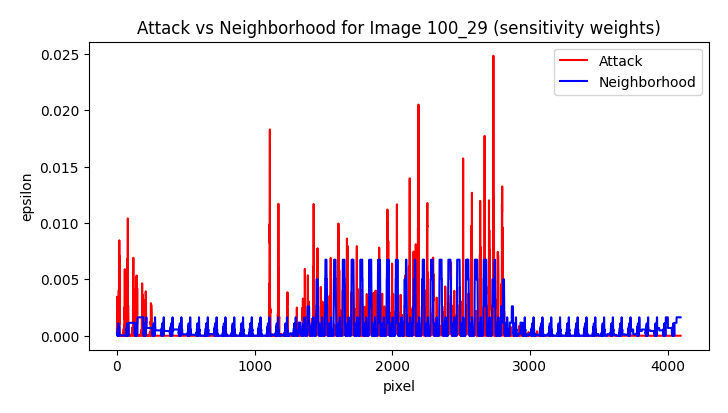 Attack vs Neighborhood for Image 100_29 (sensitivity weights)
Attack
Neighborhood
0.025
0.020
0.015
0.010
0.005
0.000
epsilon
0 1000 2000 3000 4000
pixel